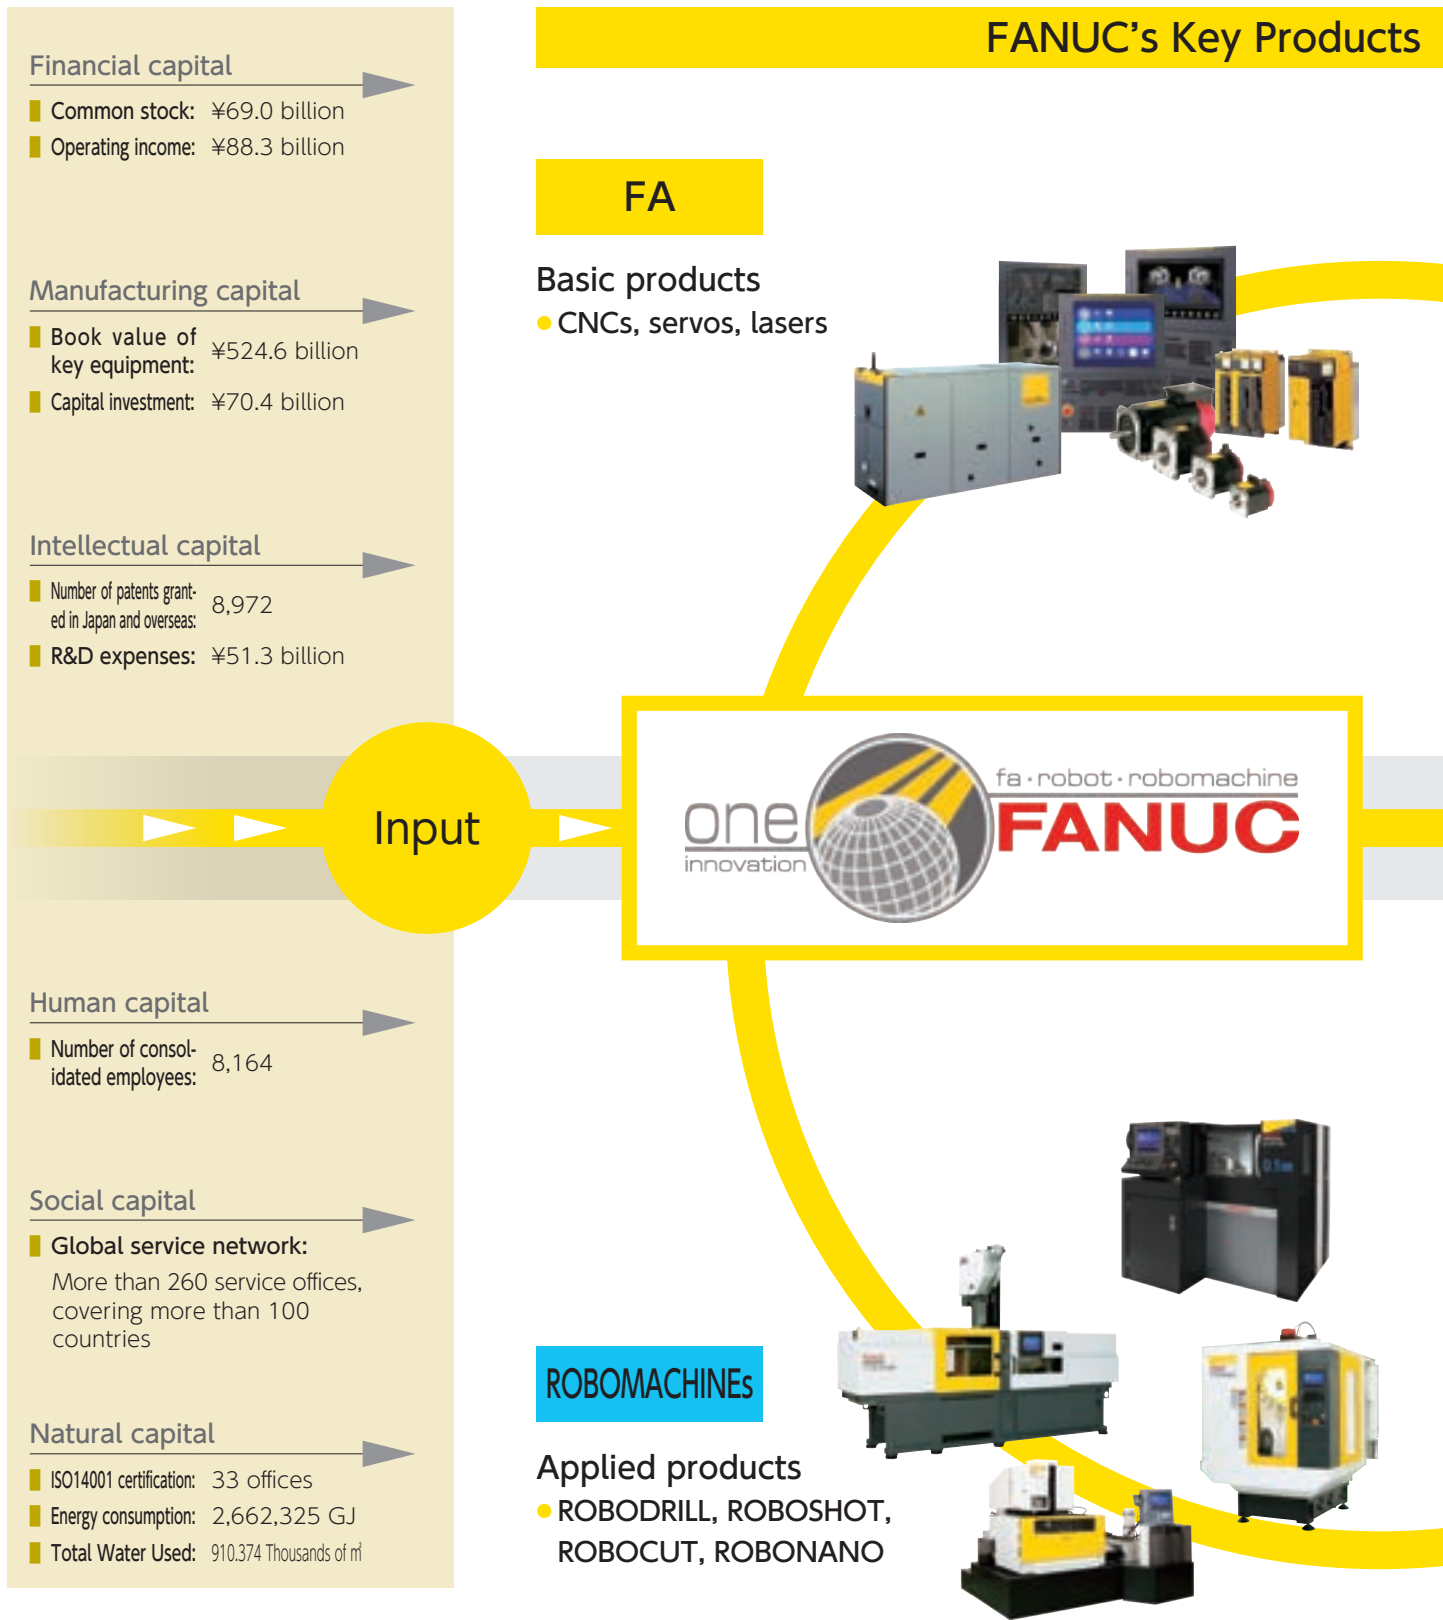 FANUC’s Key Products
Financial capital
Common stock: ¥69.0 billion
Operating income: ¥88.3 billion
Manufacturing capital
Book value of
key equipment: ¥524.6 billion
Capital investment: ¥70.4 billion
Intellectual capital
Number of patents grant-
ed in Japan and overseas: 8,972
R&D expenses: ¥51.3 billion
Input
Human capital
Number of consol-
idated employees: 8,164
Social capital
Global service network:
More than 260 service offices,
covering more than 100
countries
Natural capital
ISO14001 certification: 33 offices
Energy consumption: 2,662,325 GJ
Total Water Used: 910.374 Thousands of ㎥
FA
Basic products
● CNCs, servos, lasers
one
innovation
fa · robot · robomachine
FANUC
ROBOMACHINEs
Applied products
● ROBODRILL, ROBOSHOT,
ROBOCUT, ROBONANO